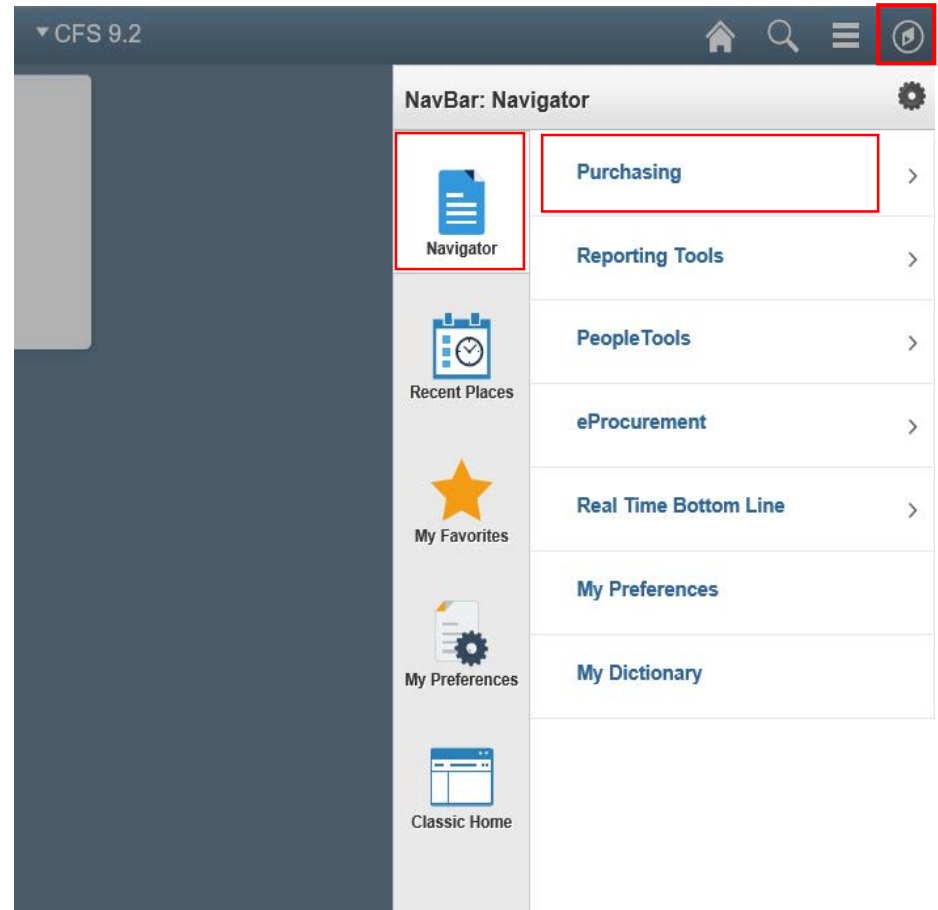 CFS 9.2
NavBar: Navigator
Navigator
Recent Places
My Favorites
My Preferences
Classic Home
Purchasing
Reporting Tools
PeopleTools
eProcurement
Real Time Bottom Line
My Preferences
My Dictionary